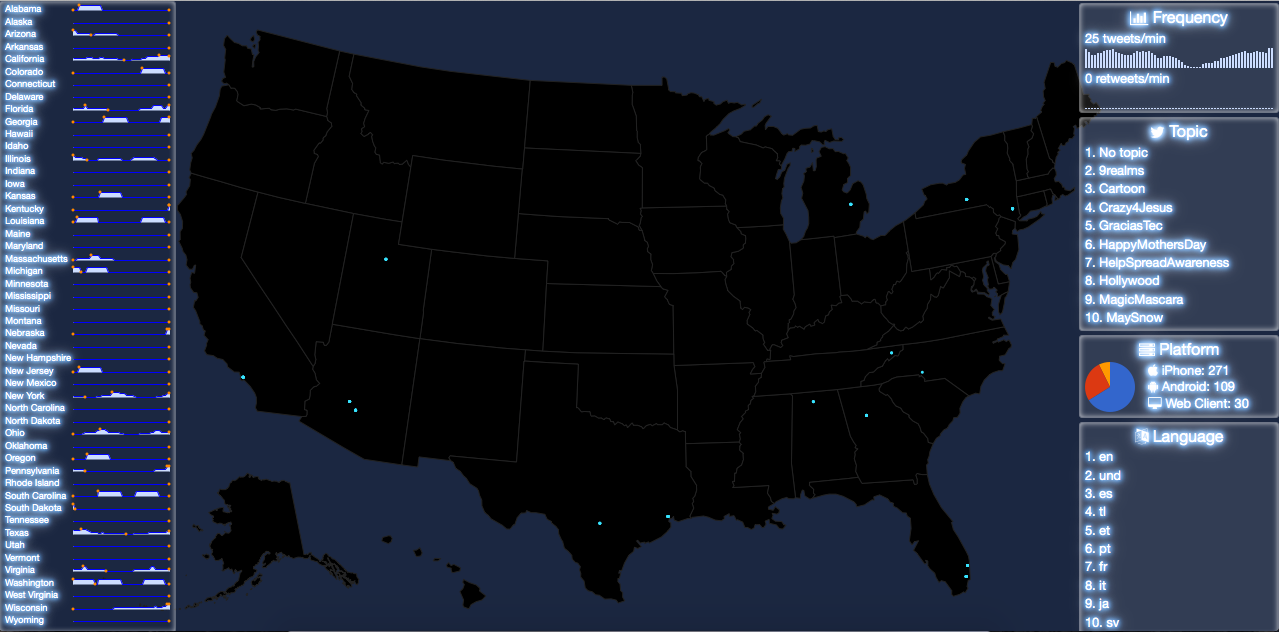 Alabama
Alaska
Arizona
Arkansas
California
Colorado
Connecticut
Delaware
Florida
Georgia
Hawaii
Idaho
Illinois
Indiana
Iowa
Kansas
Kentucky
Louisiana
Maine
Maryland
Massachusetts
Michigan
Minnesota
Mississippi
Missouri
Montana
Nebraska
Nevada
New Hampshire
New Jersey
New Mexico
New York
North Carolina
North Dakota
Ohio
Oklahoma
Oregon
Pennsylvania
Rhode Island
South Carolina
South Dakota
Tennessee
Texas
Utah
Vermont
Virginia
Washington
West Virginia
Wisconsin
Wyoming
Frequency
25 tweets/min
0 retweets/min
Topic
1. No topic
2. 9realms
3. Cartoon
4. Crazy4Jesus
5. GraciasTec
6. HappyMothersDay
7. HelpSpreadAwareness
8. Hollywood
9. MagicMascara
10. MaySnow
Platform
iPhone: 271
Android: 109
Web Client: 30
Language
1. en
2. und
3. es
4. tl
5. et
6. pt
7. fr
8. it
9. ja
10. sv